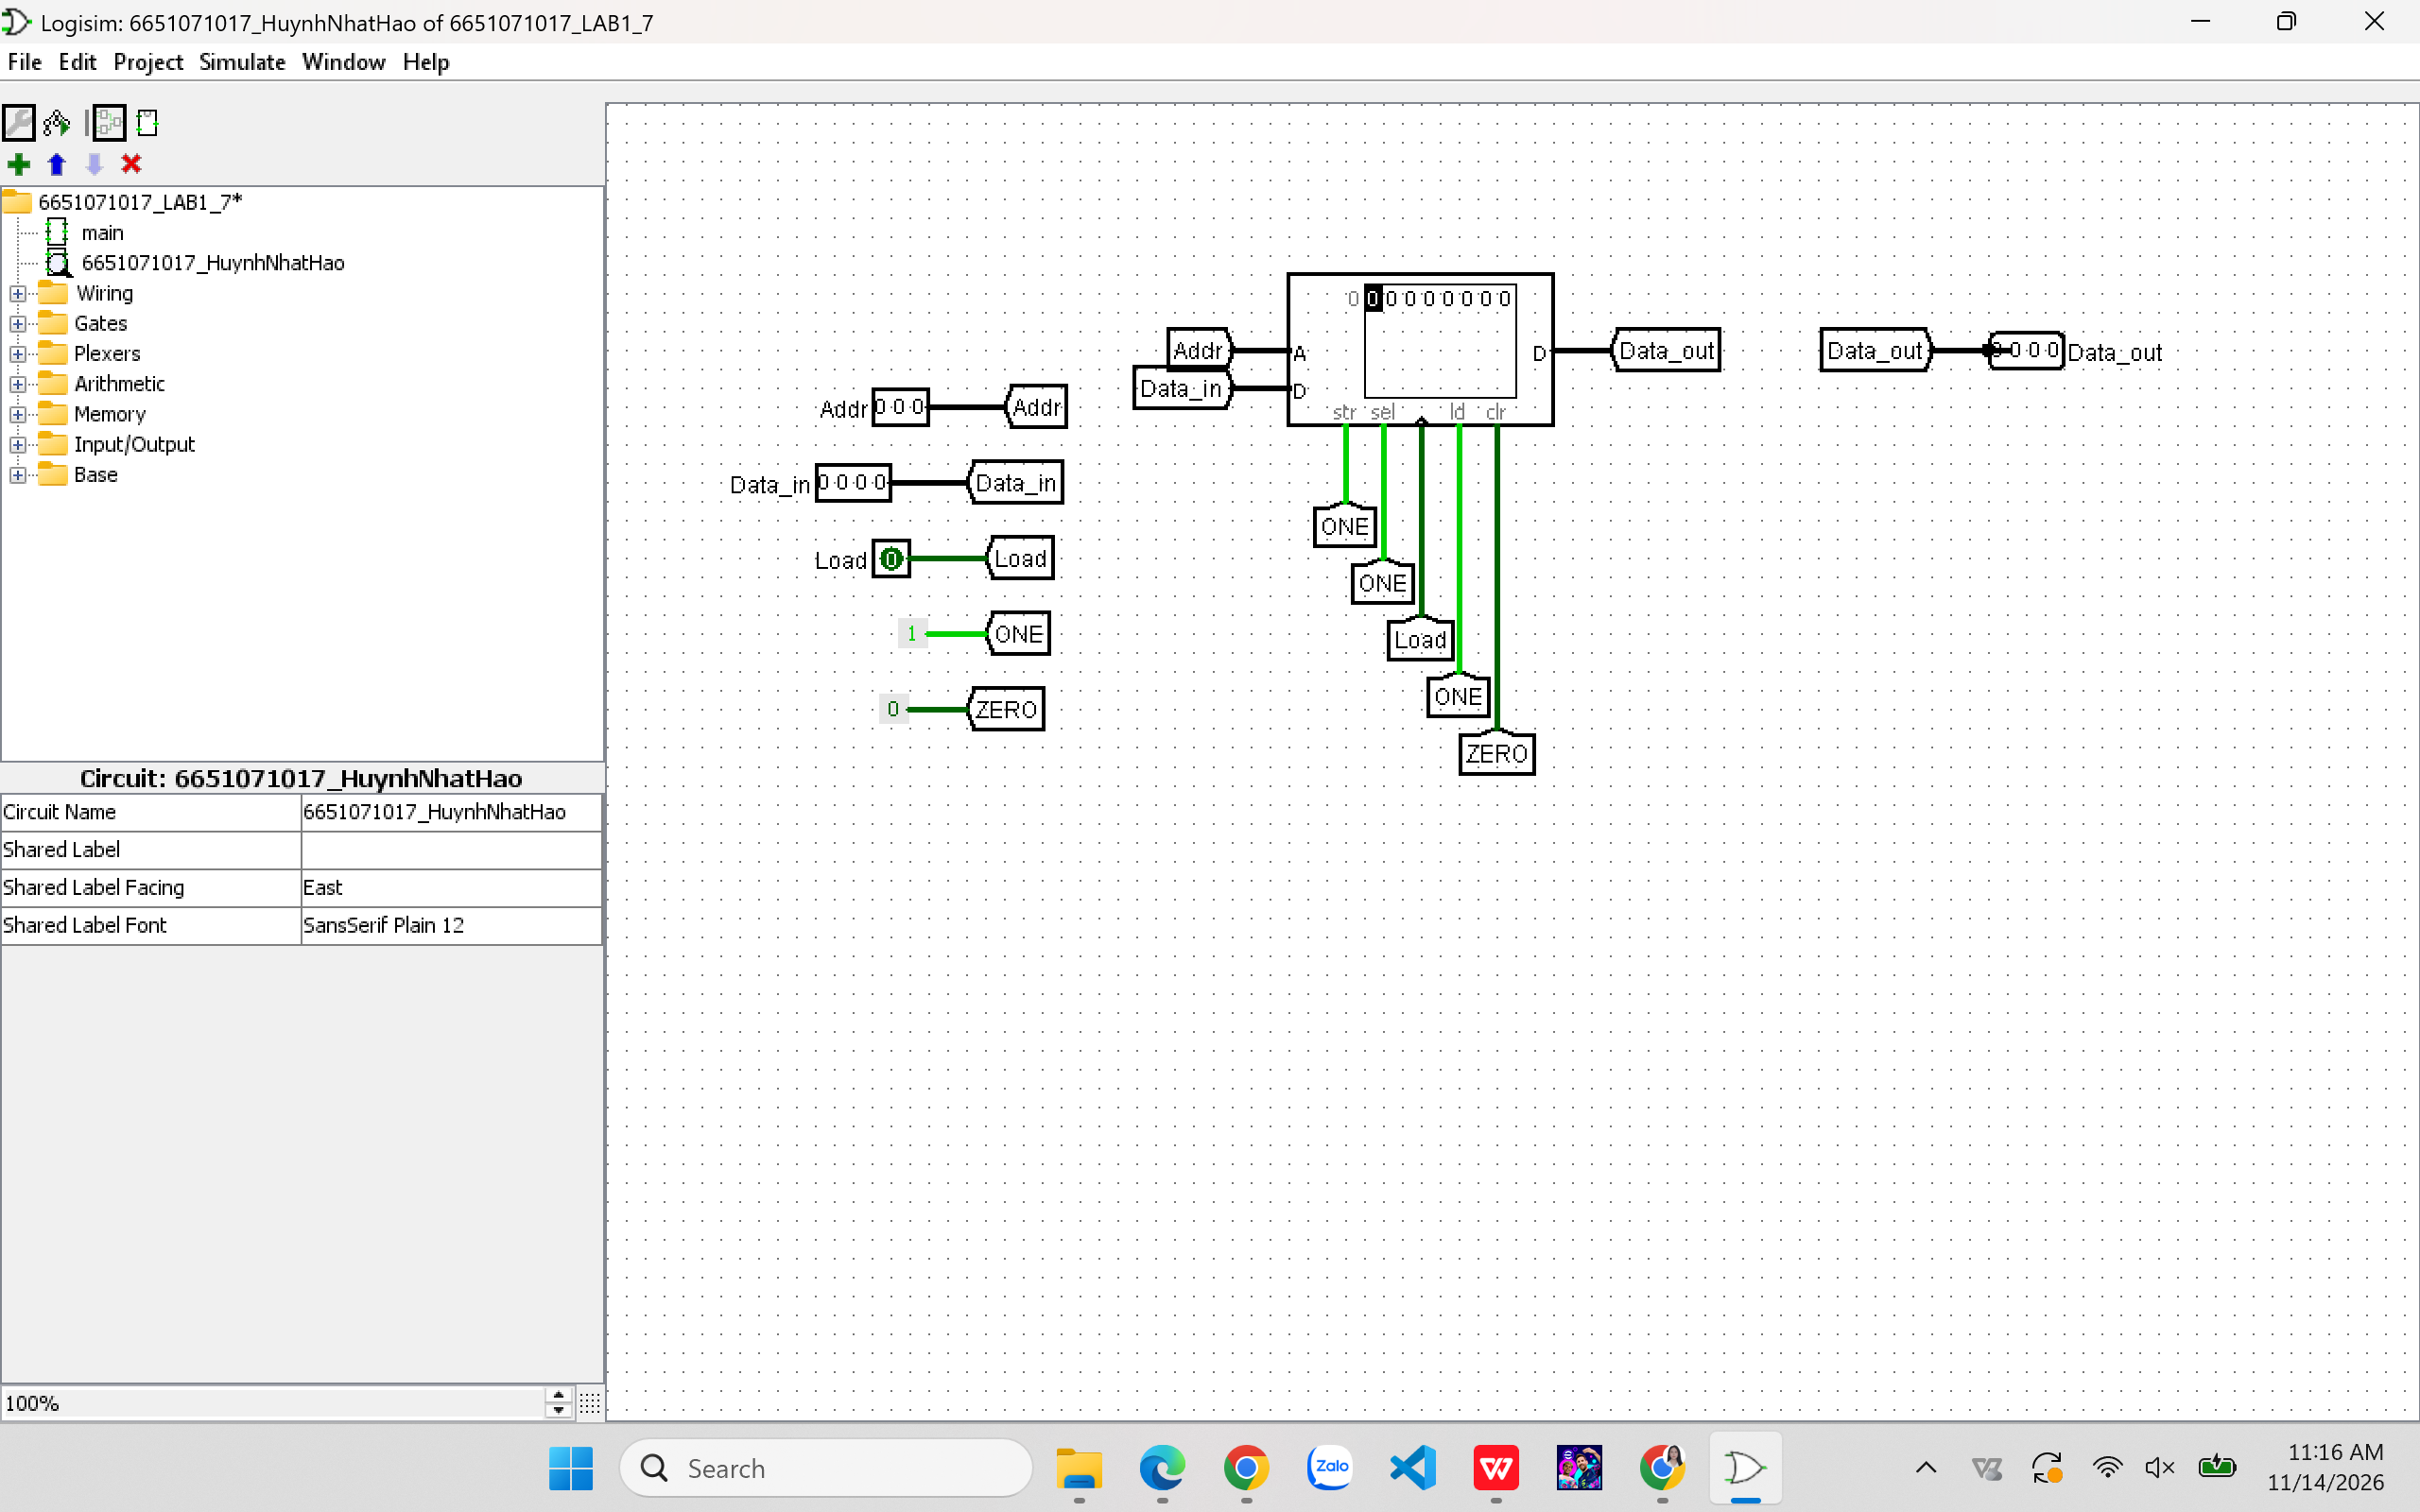 Logisim: 6651071017_HuynhNhatHao of 6651071017_LAB1_7
File Edit Project Simulate Window Help
6651071017_LAB1_7*
main
6651071017_HuynhNhatHao
Wiring
Gates
Plexers
Arithmetic
Memory
Input/Output
Base
Circuit: 6651071017_HuynhNhatHao
Circuit Name 6651071017_HuynhNhatHao
Shared Label
Shared Label Facing East
Shared Label Font SansSerif Plain 12
100%
Addr 0 0 0 Addr
Data_in 0 0 0 0 Data_in
Load 0 Load
1 ONE
0 ZERO
Addr
Data_in
A
D
0 0 0 0 0 0 0 0 0
D
str sel ld clr
ONE
ONE
Load
ONE
ZERO
Data_out
Data_out 0 0 0 Data_out
Search
Zalo
11:16 AM
11/14/2026